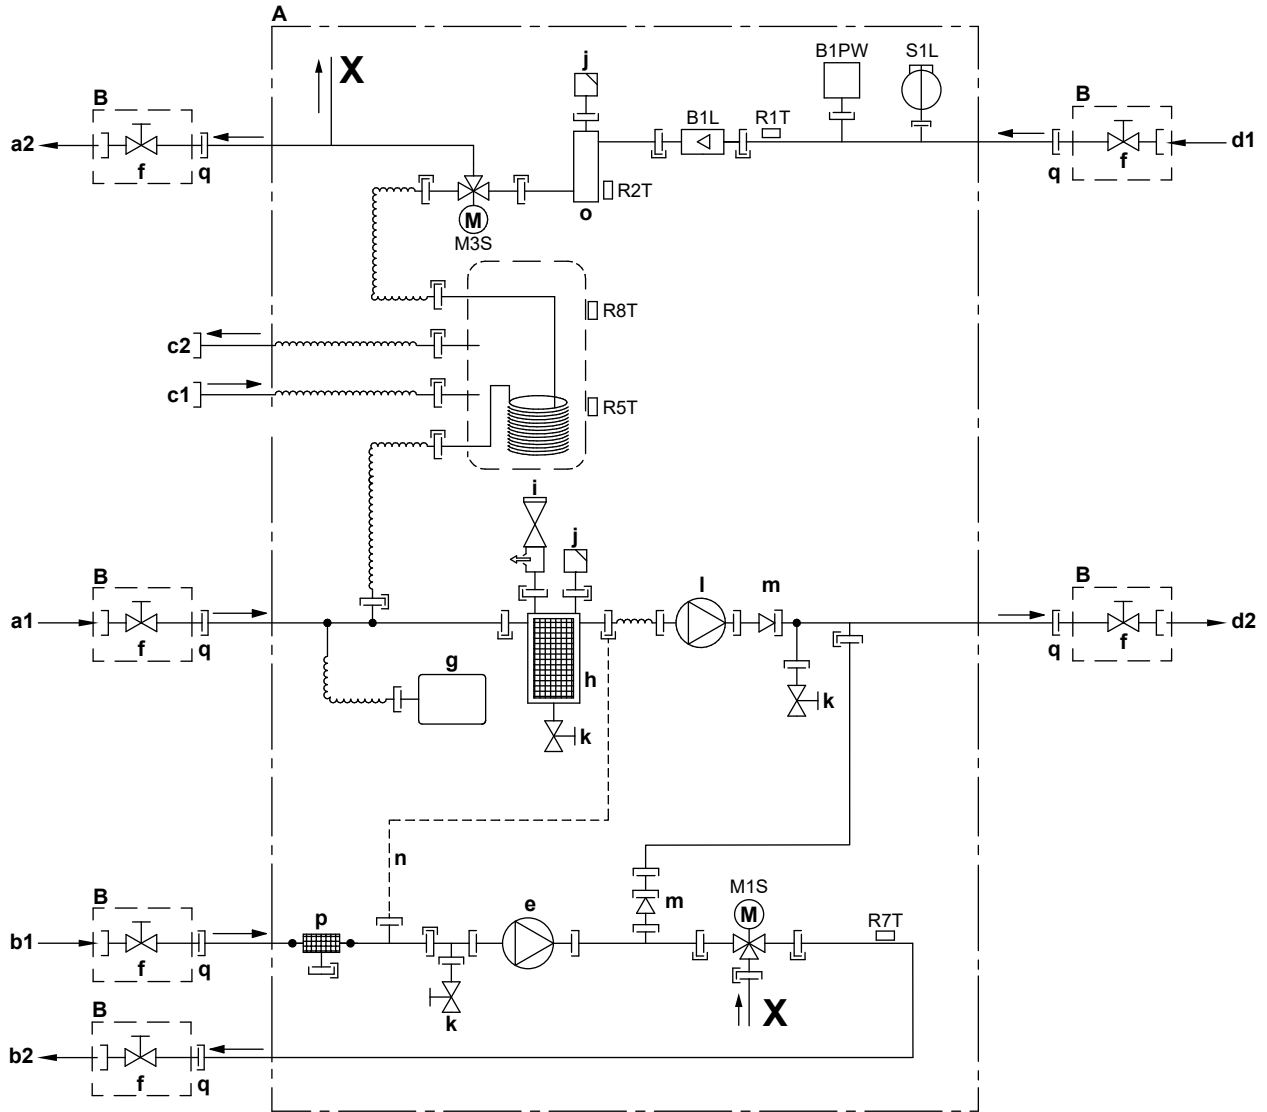 A
X
j
B1PW
S1L
B
B
B1L
R1T
a2
d1
f
q
q
f
R2T
o
M
M3S
R8T
c2
c1
R5T
i
j
B
l
m
B
a1
d2
f
q
q
f
g
h
k
k
n
m
M1S
B
p
e
M
R7T
b1
f
q
k
X
B
b2
f
q